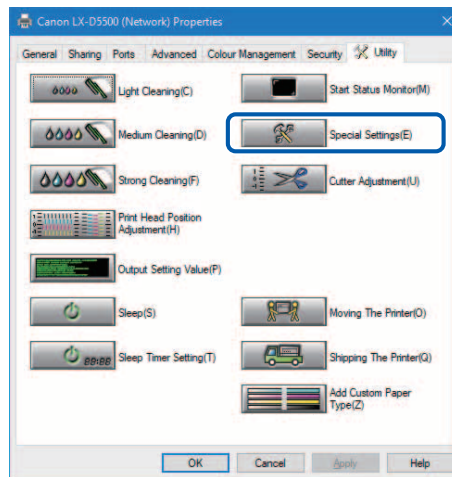 Canon LX-D5500 (Network) Properties
General Sharing Ports Advanced Colour Management Security Utility
Light Cleaning(C)
Start Status Monitor(M)
Medium Cleaning(D)
Special Settings(E)
Strong Cleaning(F)
Cutter Adjustment(U)
Print Head Position
Adjustment(H)
Output Setting Value(P)
Sleep(S)
Moving The Printer(O)
88:88
Sleep Timer Setting(T)
Shipping The Printer(Q)
Add Custom Paper
Type(Z)
OK Cancel Apply Help